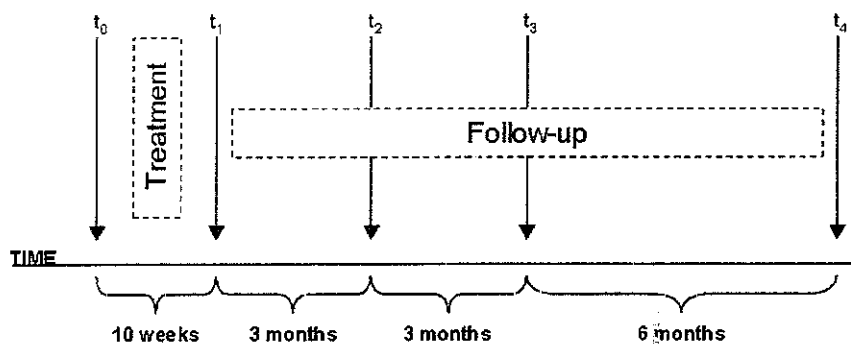 t0 t1 t2 t3 t4
Treatment
Follow-up
TIME
10 weeks 3 months 3 months 6 months